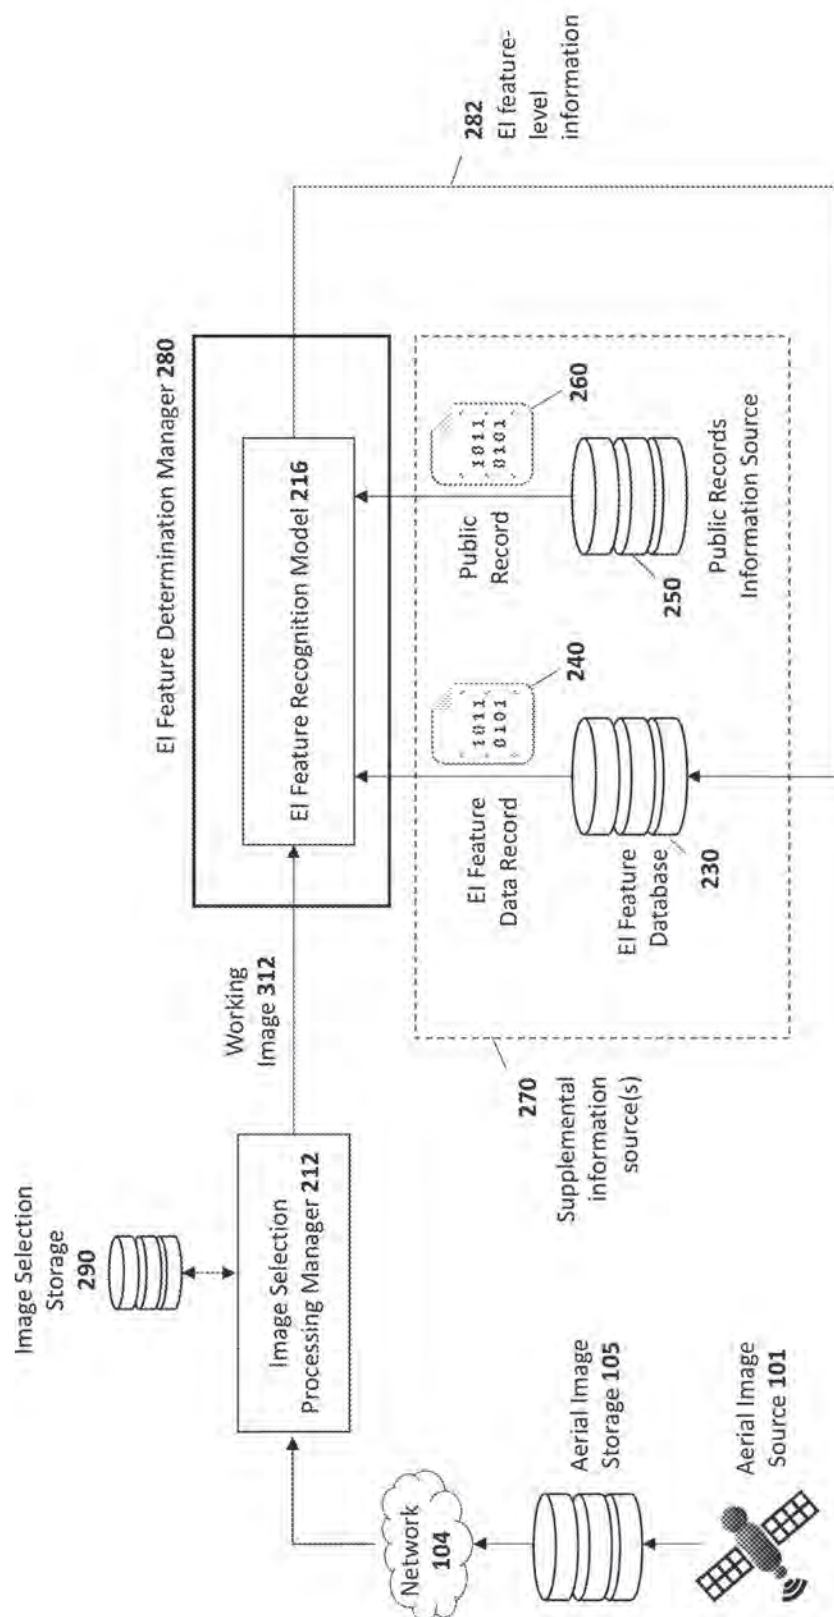 Image Selection
Storage
290
Image Selection
Processing Manager 212
Network
104
Aerial Image
Storage 105
Aerial Image
Source 101
Working
Image 312
EI Feature Determination Manager 280
EI Feature Recognition Model 216
282 EI feature-
level
information
EI Feature
Data Record
1011
0101
240
Public
Record
1011
0101
260
EI Feature
Database
230
250
Public Records
Information Source
270
Supplemental
information
source(s)